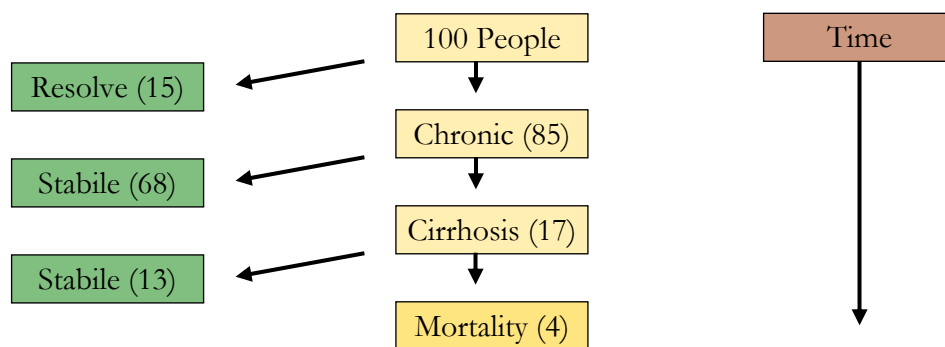 100 People
Time
Resolve (15)
Chronic (85)
Stabile (68)
Cirrhosis (17)
Stabile (13)
Mortality (4)